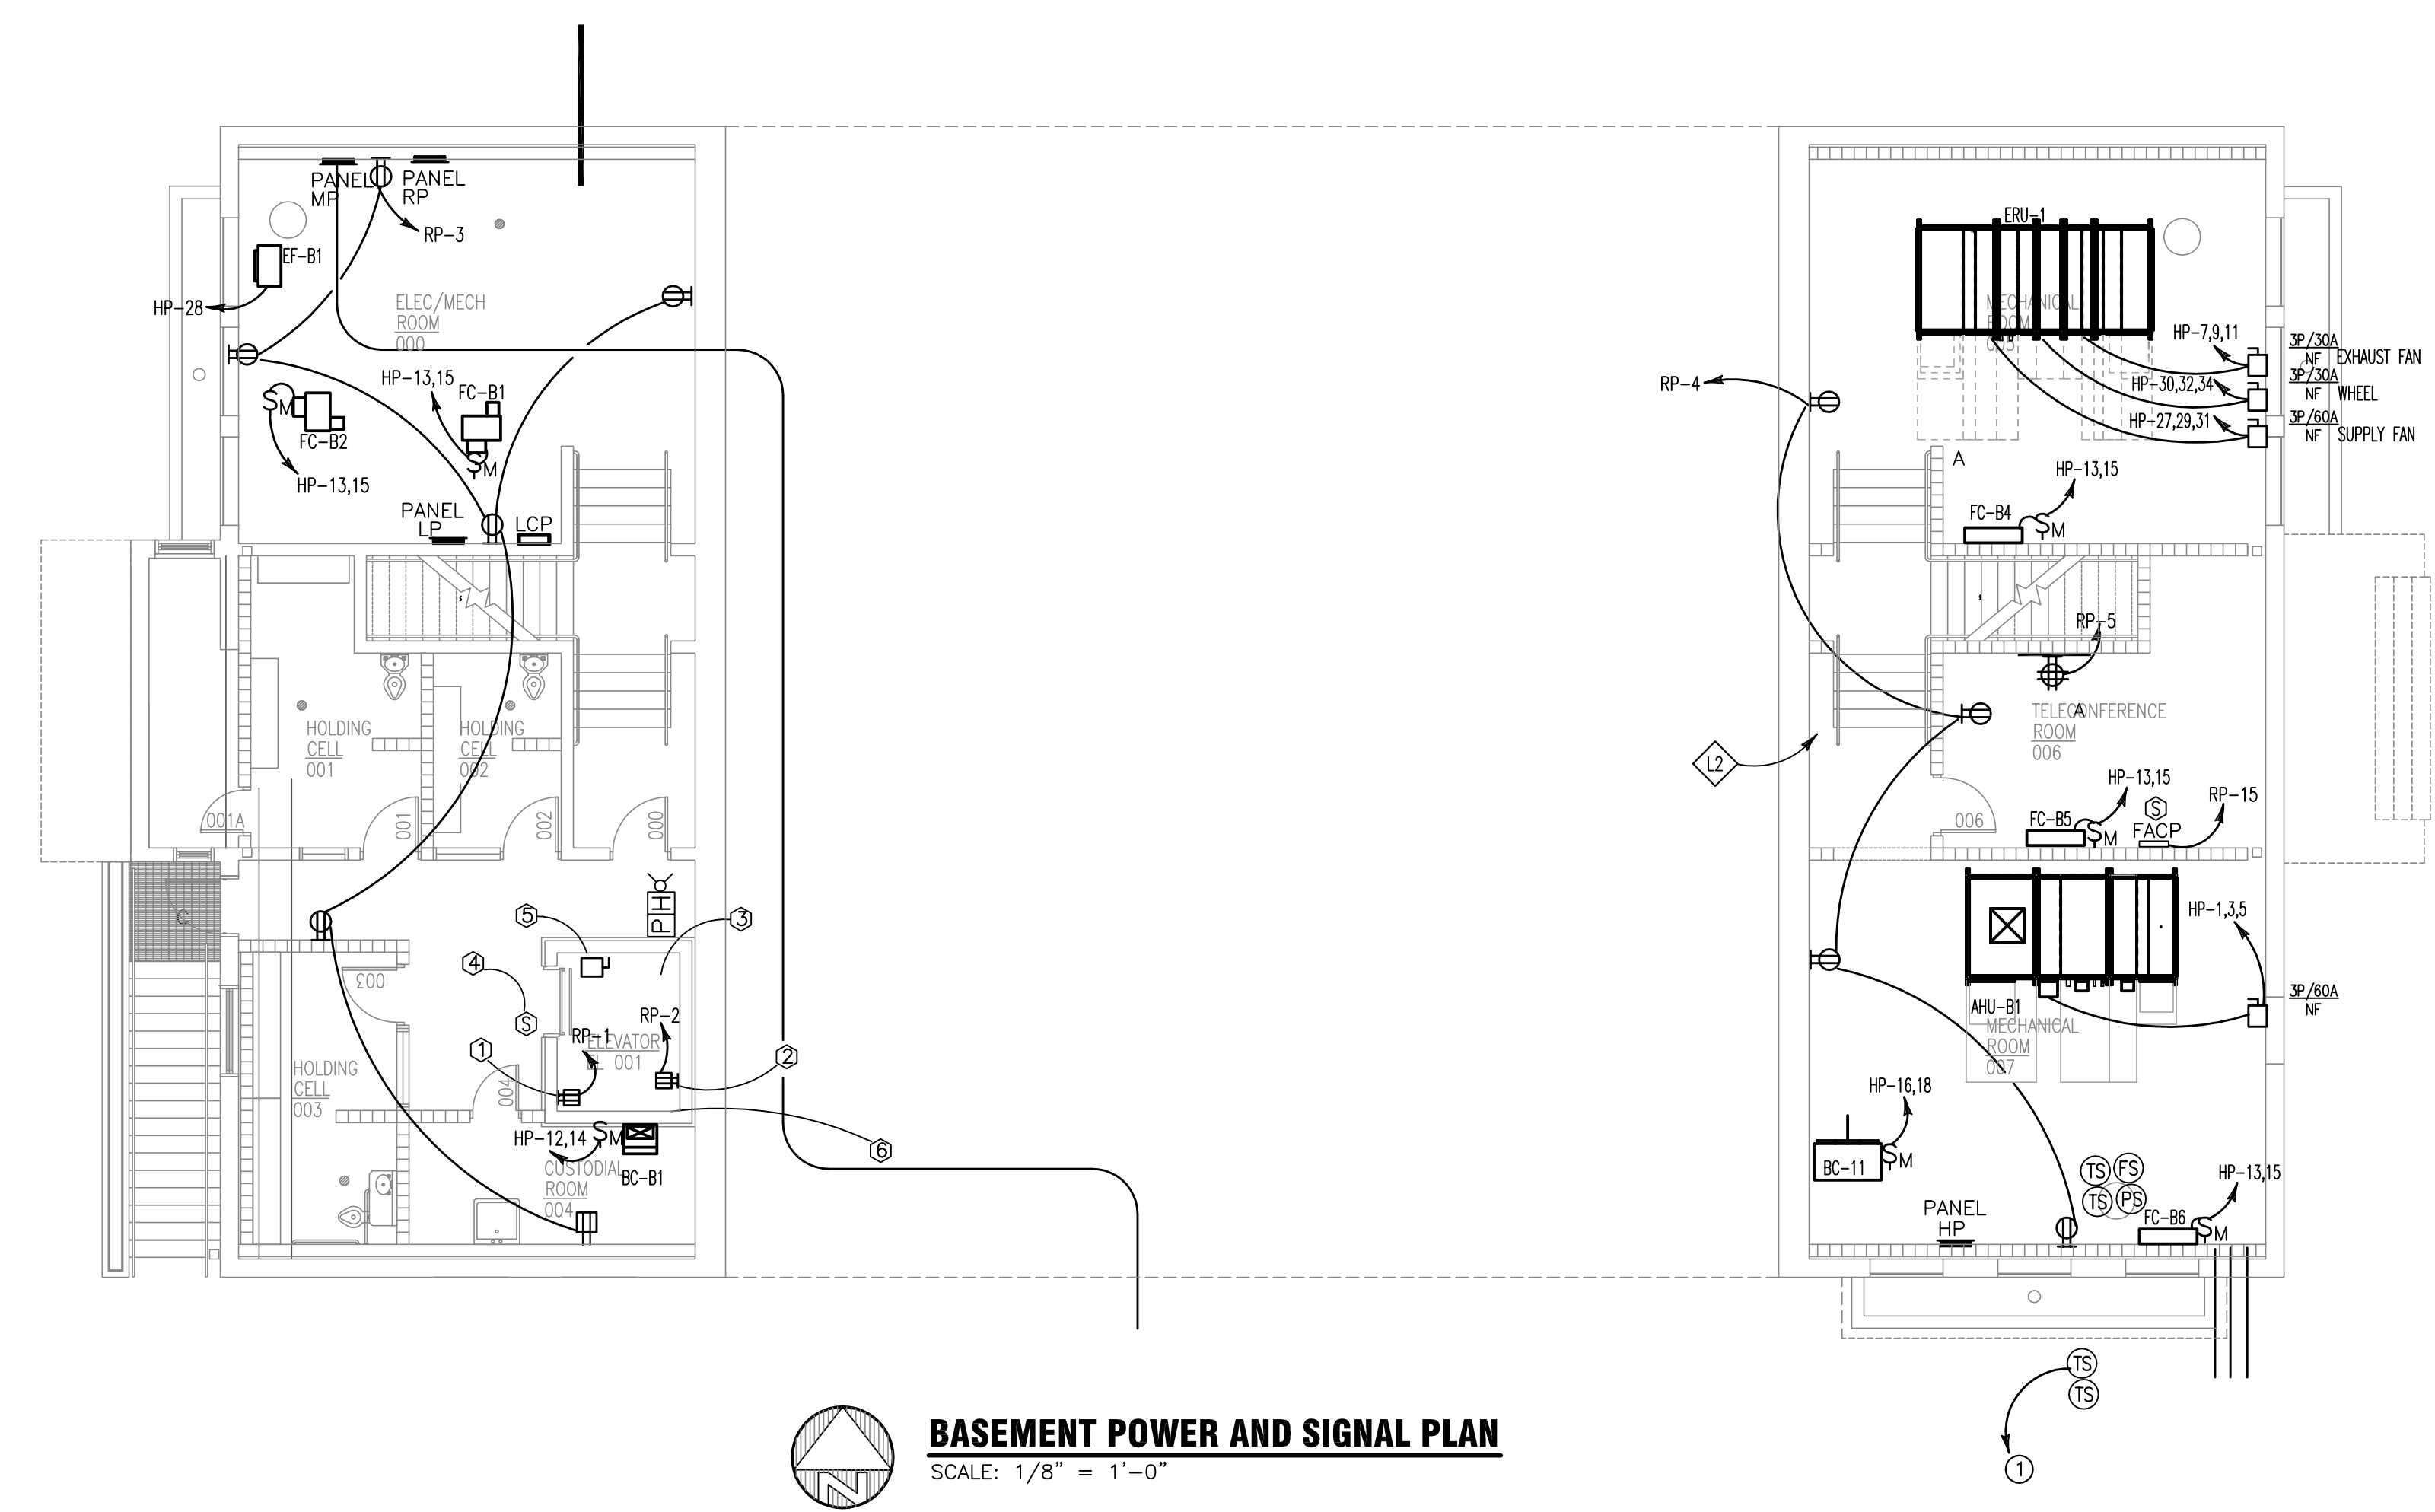 PANEL
MP
PANEL
RP
RP-3
EF-B1
HP-28
ELEC/MECH
ROOM
000
HP-13,15
FC-B1
S
M
FC-B2
HP-13,15
S
M
PANEL
LP
LCP
HOLDING
CELL
001
HOLDING
CELL
002
001A
001
002
000
C
PH
5
3
4
S
003
RP-1
RP-2
ELEVATOR
EL 001
1
2
HOLDING
CELL
003
004
HP-12,14
S
M
6
CUSTODIAL
ROOM
004
BC-B1
ERU-1
MECHANICAL
ROOM
005
HP-7,9,11
3P/30A
NF
EXHAUST FAN
HP-30,32,34
3P/30A
NF
WHEEL
HP-27,29,31
3P/60A
NF
SUPPLY FAN
RP-4
A
HP-13,15
FC-B4
S
M
RP-5
TELECONFERENCE
A
ROOM
006
L2
HP-13,15
RP-15
S
FC-B5
S
M
FACP
006
HP-1,3,5
3P/60A
NF
AHU-B1
MECHANICAL
ROOM
007
HP-16,18
BC-11
S
M
TS
FS
TS
PS
HP-13,15
PANEL
HP
FC-B6
S
M
TS
TS
1
N
BASEMENT POWER AND SIGNAL PLAN
SCALE: 1/8" = 1'-0"